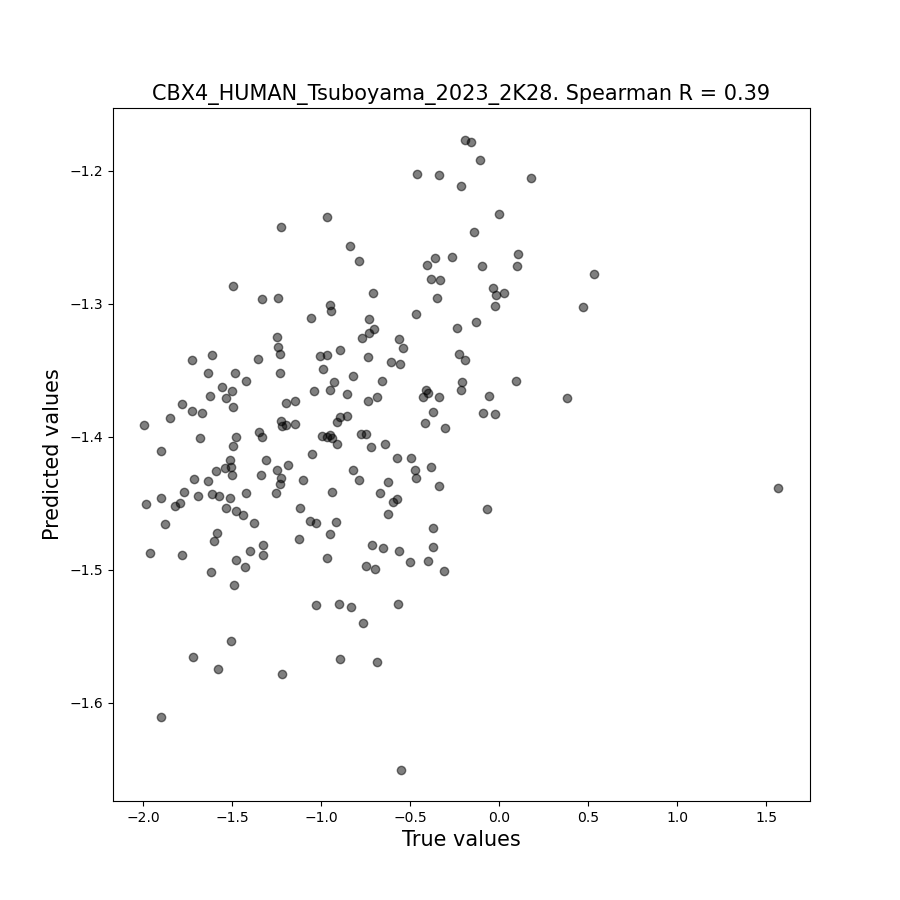 CBX4_HUMAN_Tsuboyama_2023_2K28. Spearman R = 0.39
−1.2
−1.3
−1.4
−1.5
−1.6
Predicted values
−2.0 −1.5 −1.0 −0.5 0.0 0.5 1.0 1.5
True values